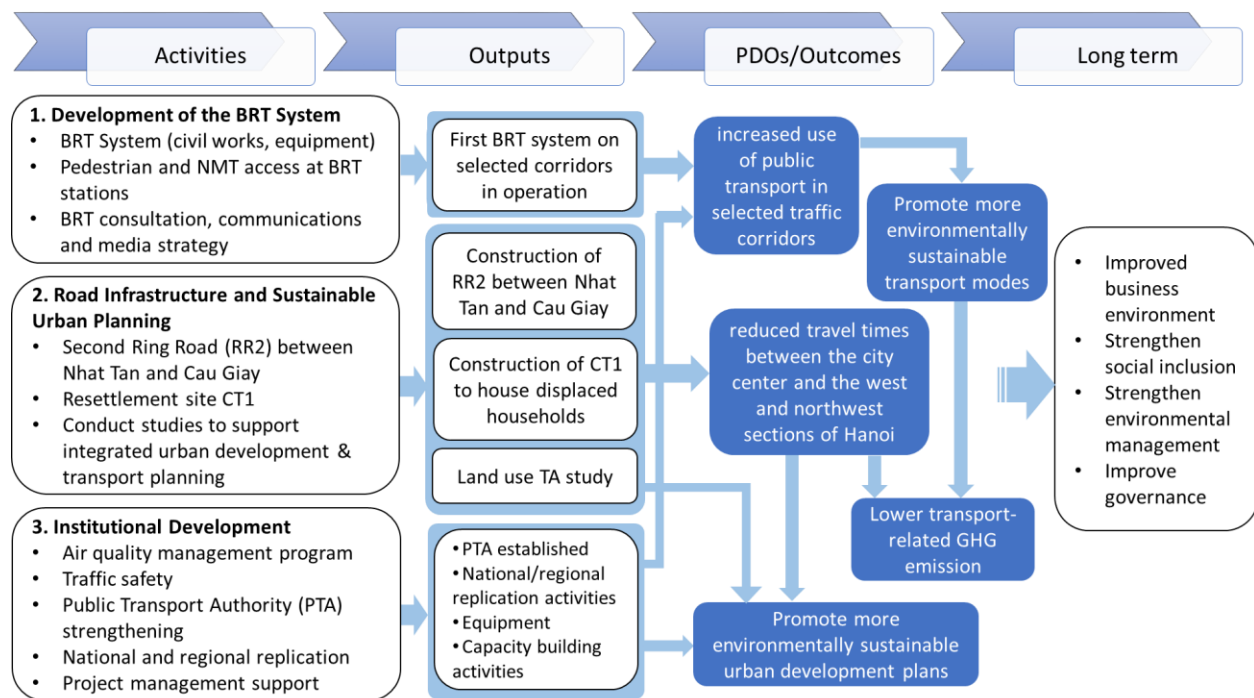 Activities
Outputs
PDOs/Outcomes
Long term
1. Development of the BRT System
• BRT System (civil works, equipment)
• Pedestrian and NMT access at BRT
stations
• BRT consultation, communications
and media strategy
2. Road Infrastructure and Sustainable
Urban Planning
• Second Ring Road (RR2) between
Nhat Tan and Cau Giay
• Resettlement site CT1
• Conduct studies to support
integrated urban development &
transport planning
3. Institutional Development
• Air quality management program
• Traffic safety
• Public Transport Authority (PTA)
strengthening
• National and regional replication
• Project management support
First BRT system on
selected corridors
in operation
Construction of
RR2 between Nhat
Tan and Cau Giay
Construction of CT1
to house displaced
households
Land use TA study
• PTA established
• National/regional
replication activities
• Equipment
• Capacity building
activities
increased use
of public
transport in
selected traffic
corridors
Promote more
environmentally
sustainable
transport modes
reduced travel times
between the city
center and the west
and northwest
sections of Hanoi
Lower transport-
related GHG
emission
Promote more
environmentally sustainable
urban development plans
• Improved
business
environment
• Strengthen
social inclusion
• Strengthen
environmental
management
• Improve
governance